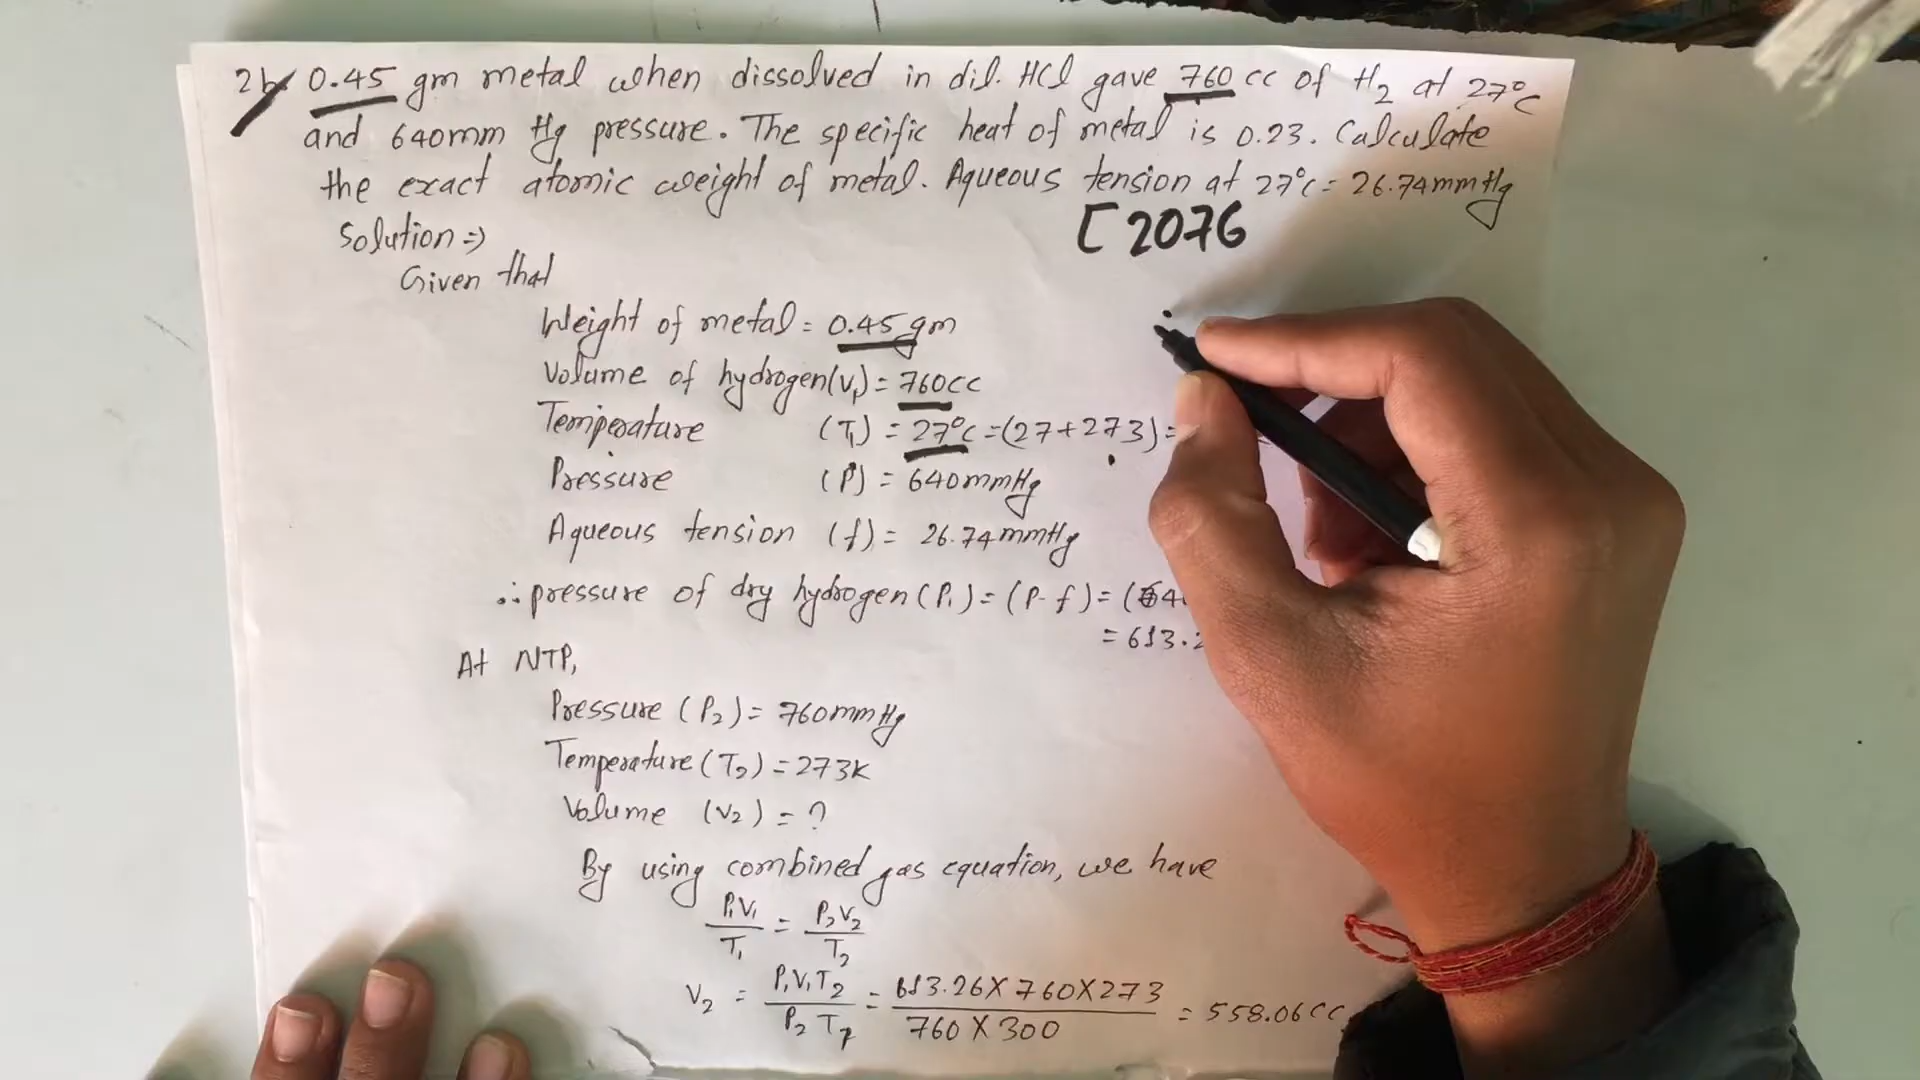 2b. 0.45 gm metal when dissolved in dil. HCl gave 760 cc of H₂ at 27°C
and 640mm Hg pressure. The specific heat of metal is 0.23. Calculate
the exact atomic weight of metal. Aqueous tension at 27°C = 26.74mmHg
[2076
Solution ⇒
Given that
Weight of metal = 0.45 gm
Volume of hydrogen (V₁) = 760cc
Temperature (T₁) = 27°C = (27+273) =
Pressure (P) = 640mmHg
Aqueous tension (f) = 26.74mmHg
∴ pressure of dry hydrogen (P₁) = (P-f) = (64
= 613.2
At NTP,
Pressure (P₂) = 760mmHg
Temperature (T₂) = 273K
Volume (V₂) = ?
By using combined gas equation, we have
P₁V₁/T₁ = P₂V₂/T₂
V₂ = P₁V₁T₂/P₂T₁ = 613.26 X 760 X 273/760 X 300 = 558.06CC